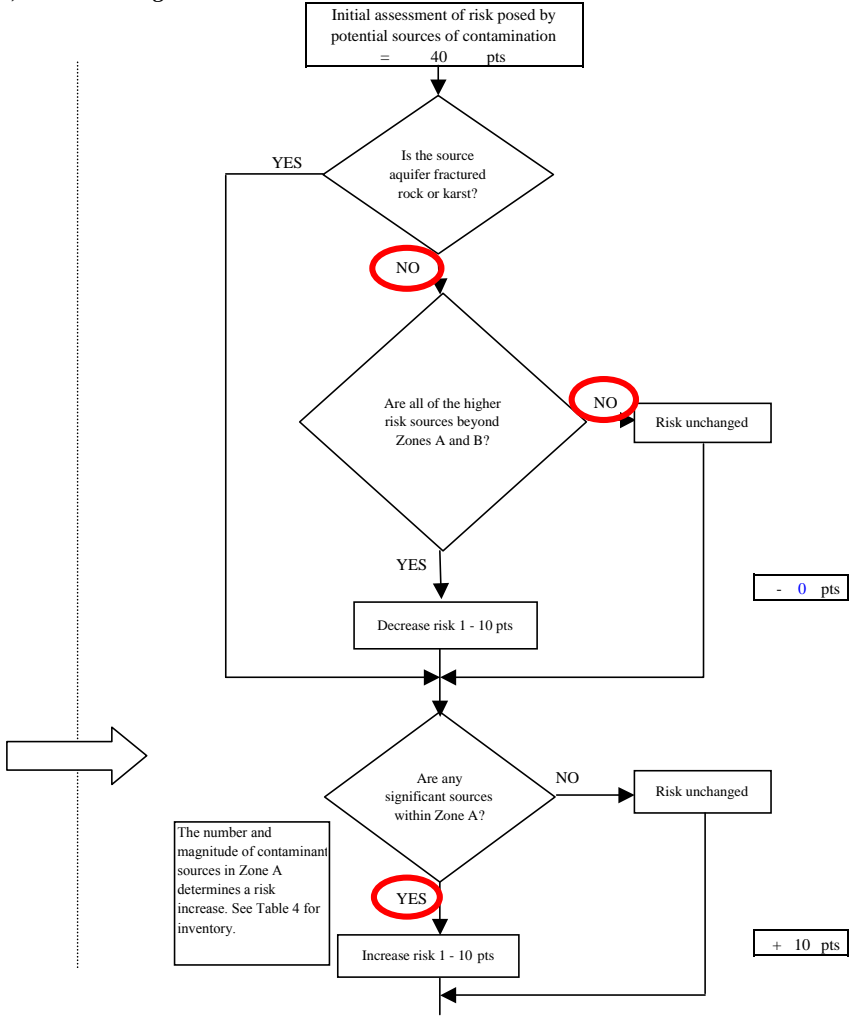 Initial assessment of risk posed by
potential sources of contamination
= 40 pts
YES
Is the source
aquifer fractured
rock or karst?
NO
Are all of the higher
risk sources beyond
Zones A and B?
NO
Risk unchanged
YES
- 0 pts
Decrease risk 1 - 10 pts
Are any
significant sources
within Zone A?
NO
Risk unchanged
The number and
magnitude of contaminant
sources in Zone A
determines a risk
increase. See Table 4 for
inventory.
YES
+ 10 pts
Increase risk 1 - 10 pts